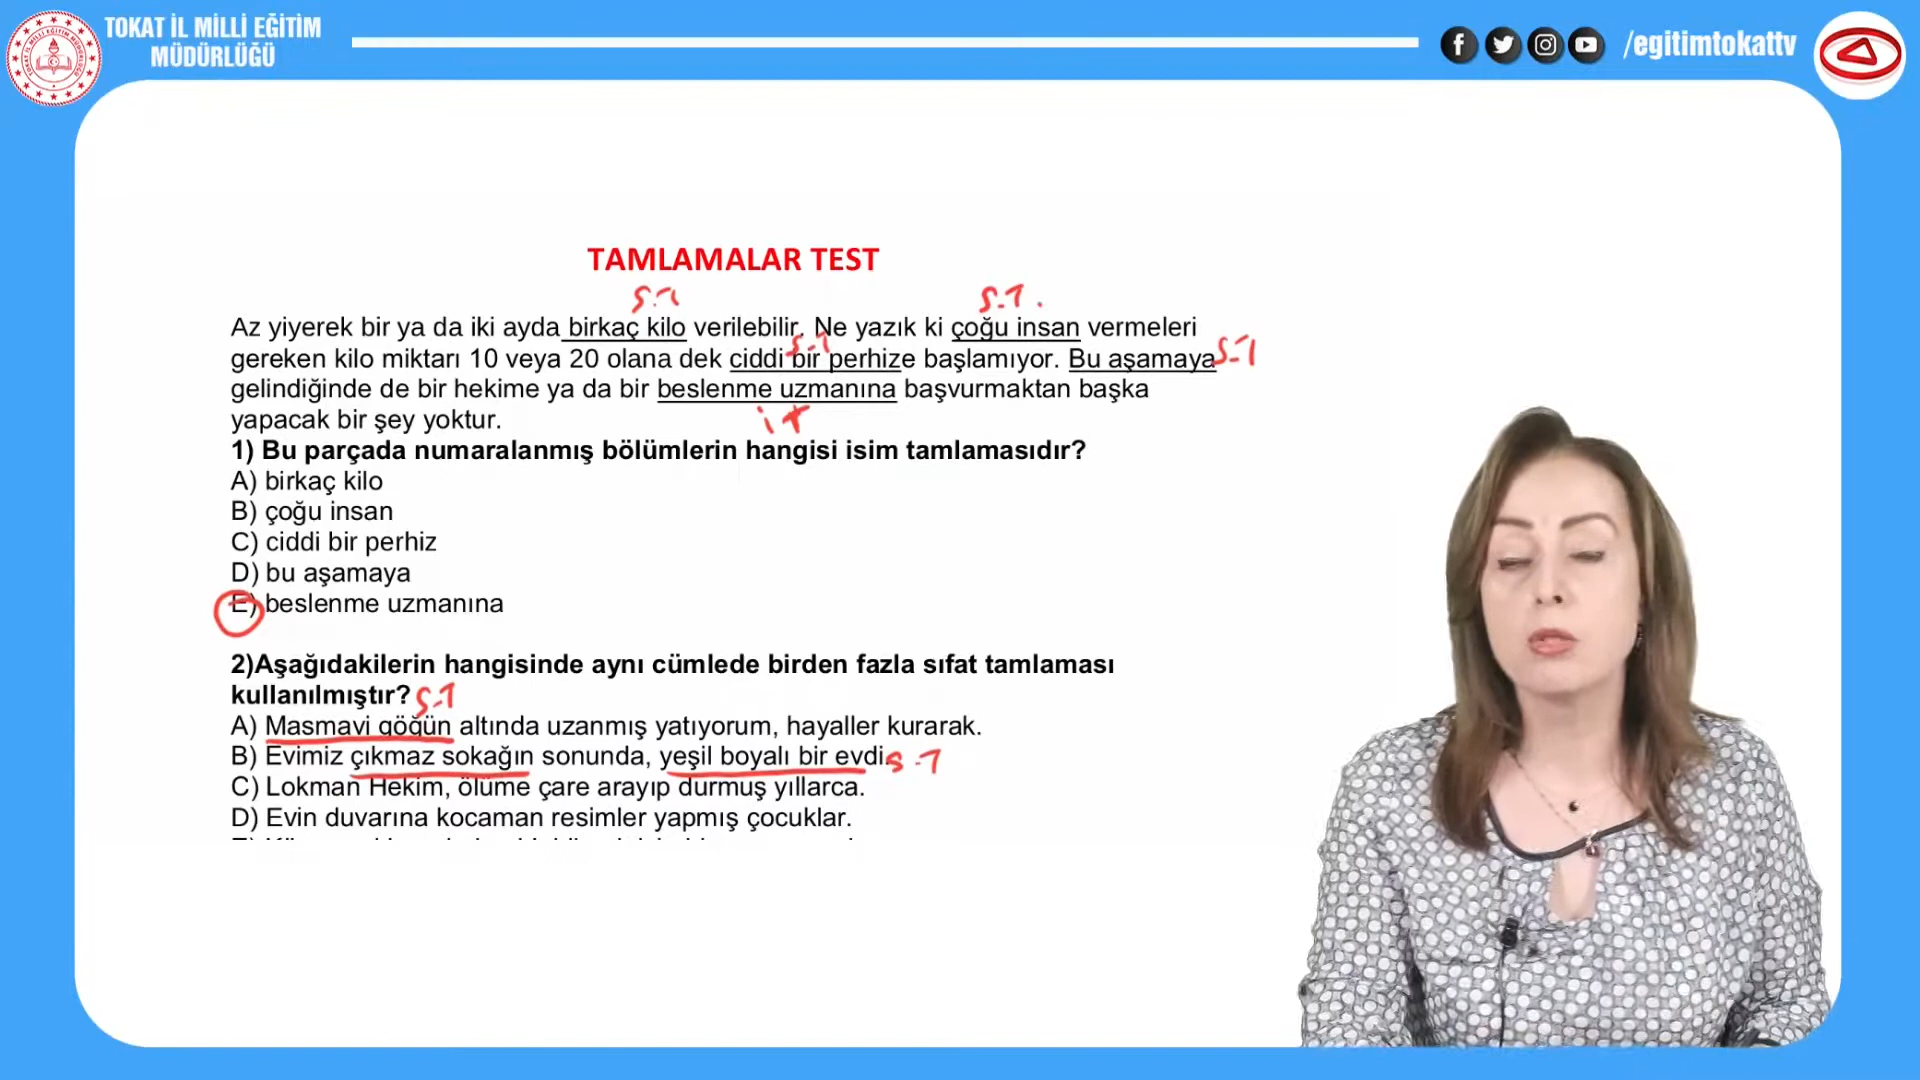 TOKAT İL MİLLİ EĞİTİM
MÜDÜRLÜĞÜ
/egitimtokattv
TAMLAMALAR TEST
S.T
S.T.
Az yiyerek bir ya da iki ayda birkaç kilo verilebilir. Ne yazık ki çoğu insan vermeleri
S.T
gereken kilo miktarı 10 veya 20 olana dek ciddi bir perhize başlamıyor. Bu aşamaya
S.T
gelindiğinde de bir hekime ya da bir beslenme uzmanına başvurmaktan başka
yapacak bir şey yoktur.
iT
1) Bu parçada numaralanmış bölümlerin hangisi isim tamlamasıdır?
A) birkaç kilo
B) çoğu insan
C) ciddi bir perhiz
D) bu aşamaya
E) beslenme uzmanına
2)Aşağıdakilerin hangisinde aynı cümlede birden fazla sıfat tamlaması
kullanılmıştır?
S.T
A) Masmavi göğün altında uzanmış yatıyorum, hayaller kurarak.
B) Evimiz çıkmaz sokağın sonunda, yeşil boyalı bir evdi.
S.T
C) Lokman Hekim, ölüme çare arayıp durmuş yıllarca.
D) Evin duvarına kocaman resimler yapmış çocuklar.